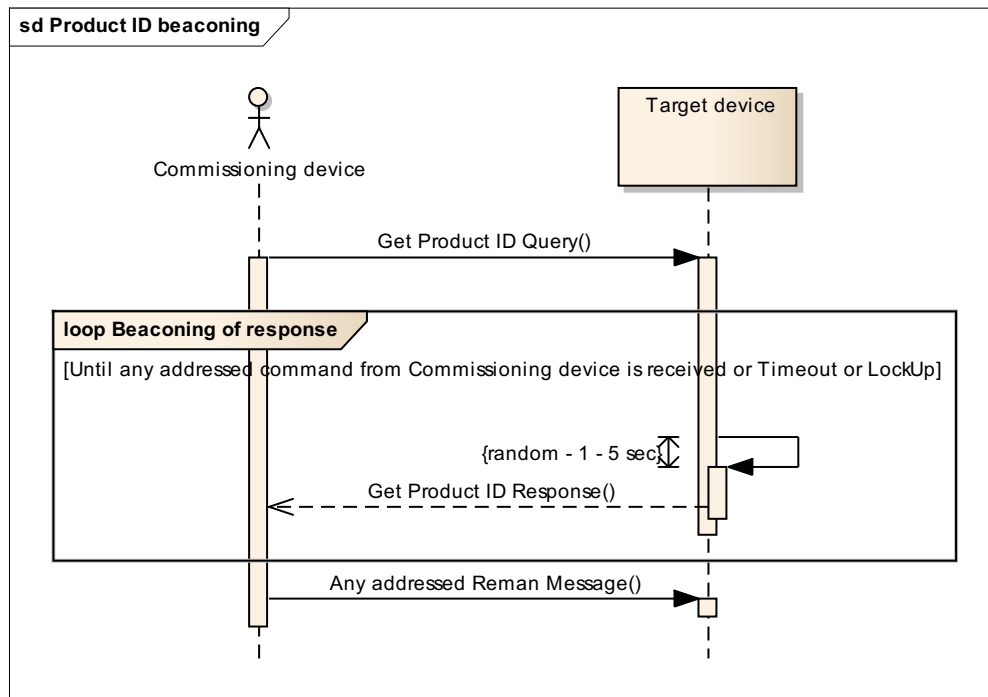 sd Product ID beaconing
Target device
Commissioning device
Get Product ID Query()
loop Beaconing of response
[Until any addressed command from Commissioning device is received or Timeout or LockUp]
{random - 1 - 5 sec}
Get Product ID Response()
Any addressed Reman Message()